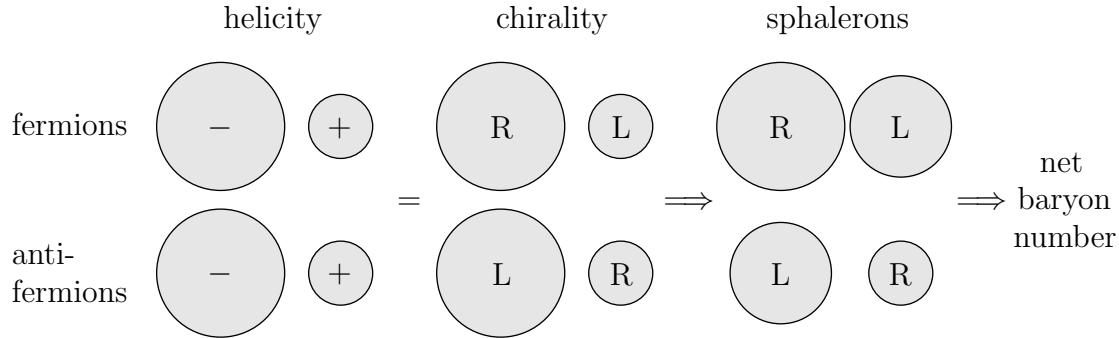 helicity chirality sphalerons
fermions − + R L R L
= ⟹ ⟹ net
baryon
number
anti-
fermions − + L R L R